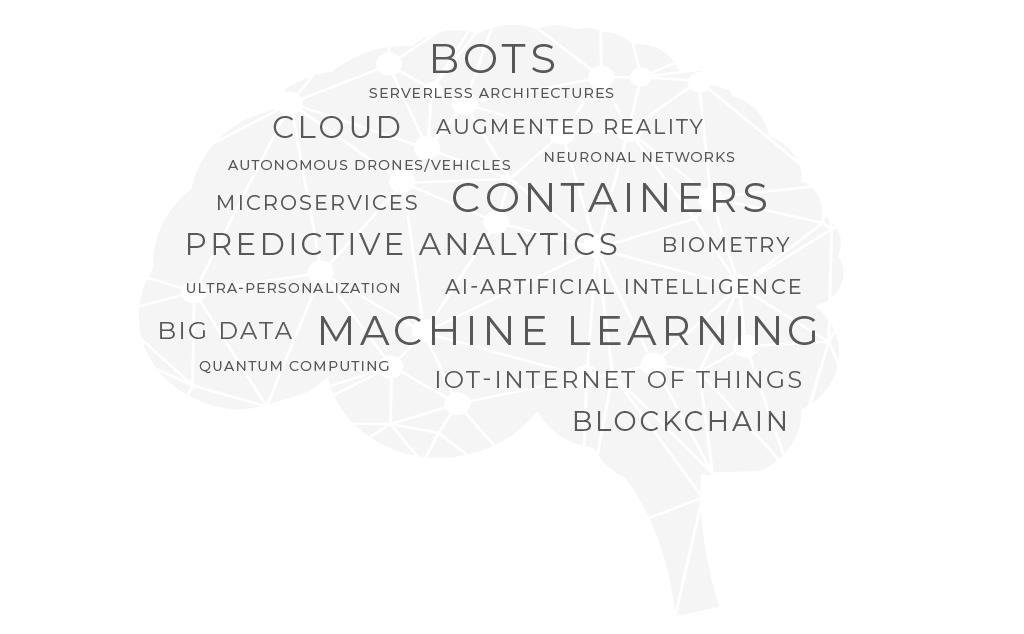 BOTS
SERVERLESS ARCHITECTURES
CLOUD AUGMENTED REALITY
AUTONOMOUS DRONES/VEHICLES NEURONAL NETWORKS
MICROSERVICES CONTAINERS
PREDICTIVE ANALYTICS BIOMETRY
ULTRA-PERSONALIZATION AI-ARTIFICIAL INTELLIGENCE
BIG DATA MACHINE LEARNING
QUANTUM COMPUTING IOT-INTERNET OF THINGS
BLOCKCHAIN